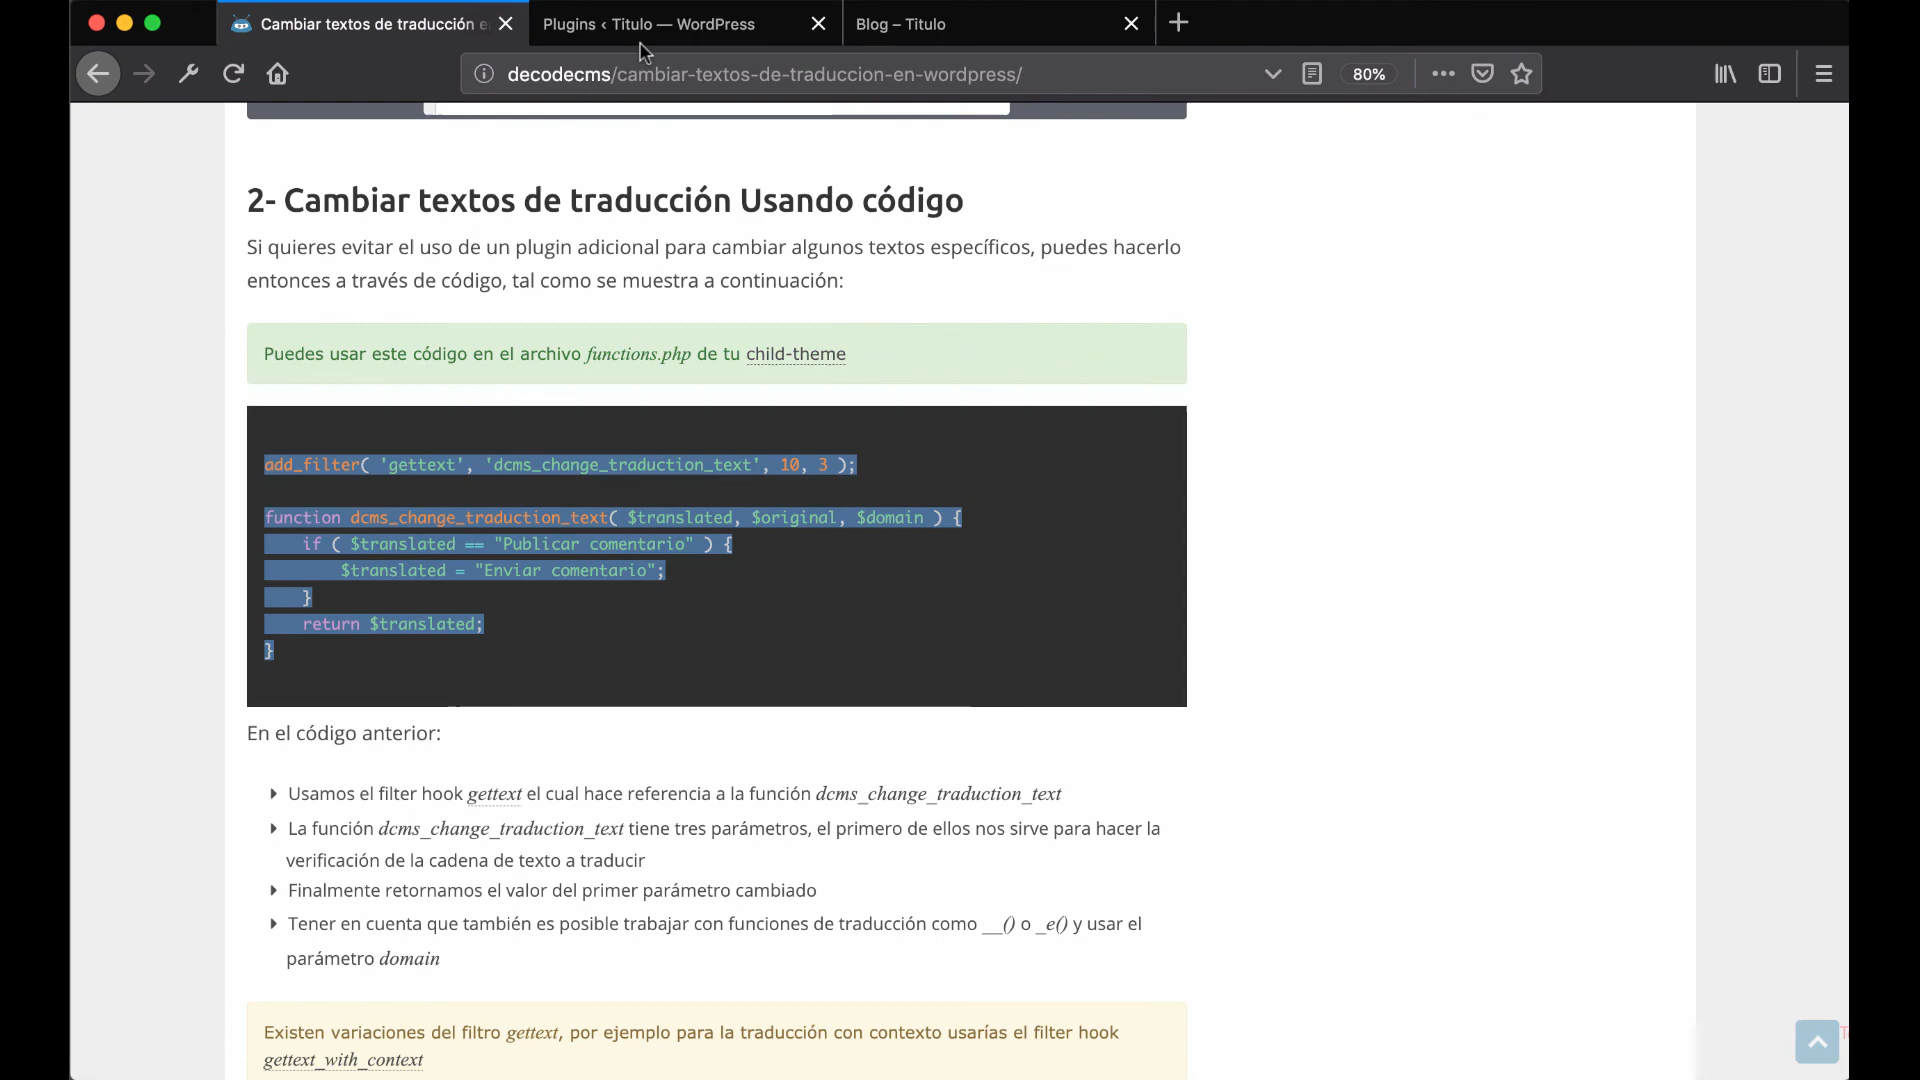 Cambiar textos de traducción e
Plugins ‹ Titulo — WordPress
Blog – Titulo
decodecms/cambiar-textos-de-traduccion-en-wordpress/
80%
2- Cambiar textos de traducción Usando código
Si quieres evitar el uso de un plugin adicional para cambiar algunos textos específicos, puedes hacerlo
entonces a través de código, tal como se muestra a continuación:
Puedes usar este código en el archivo functions.php de tu child-theme
add_filter( 'gettext', 'dcms_change_traduction_text', 10, 3 );
function dcms_change_traduction_text( $translated, $original, $domain ) {
if ( $translated == "Publicar comentario" ) {
$translated = "Enviar comentario";
}
return $translated;
}
En el código anterior:
Usamos el filter hook gettext el cual hace referencia a la función dcms_change_traduction_text
La función dcms_change_traduction_text tiene tres parámetros, el primero de ellos nos sirve para hacer la
verificación de la cadena de texto a traducir
Finalmente retornamos el valor del primer parámetro cambiado
Tener en cuenta que también es posible trabajar con funciones de traducción como __() o _e() y usar el
parámetro domain
Existen variaciones del filtro gettext, por ejemplo para la traducción con contexto usarías el filter hook
gettext_with_context